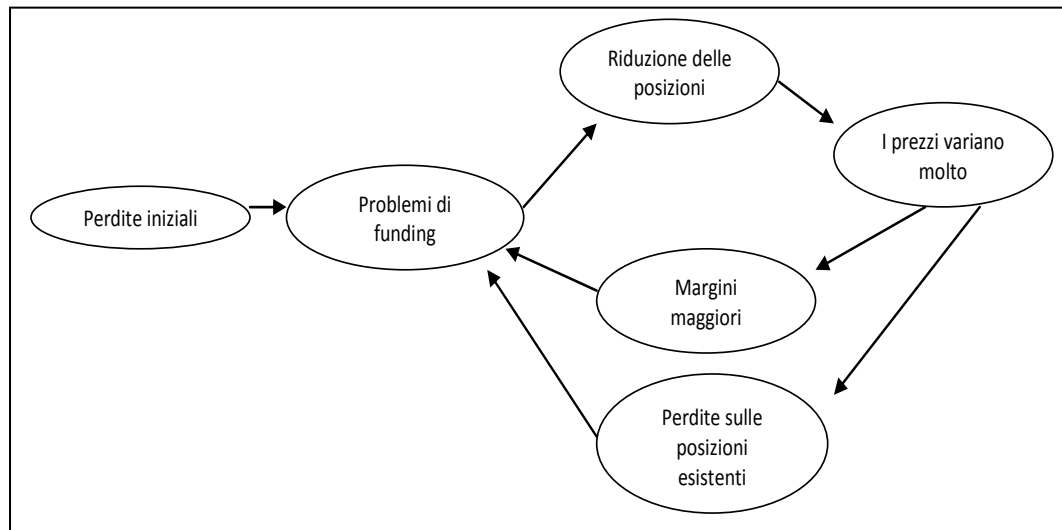 Perdite iniziali
Problemi di
funding
Riduzione delle
posizioni
I prezzi variano
molto
Margini
maggiori
Perdite sulle
posizioni
esistenti